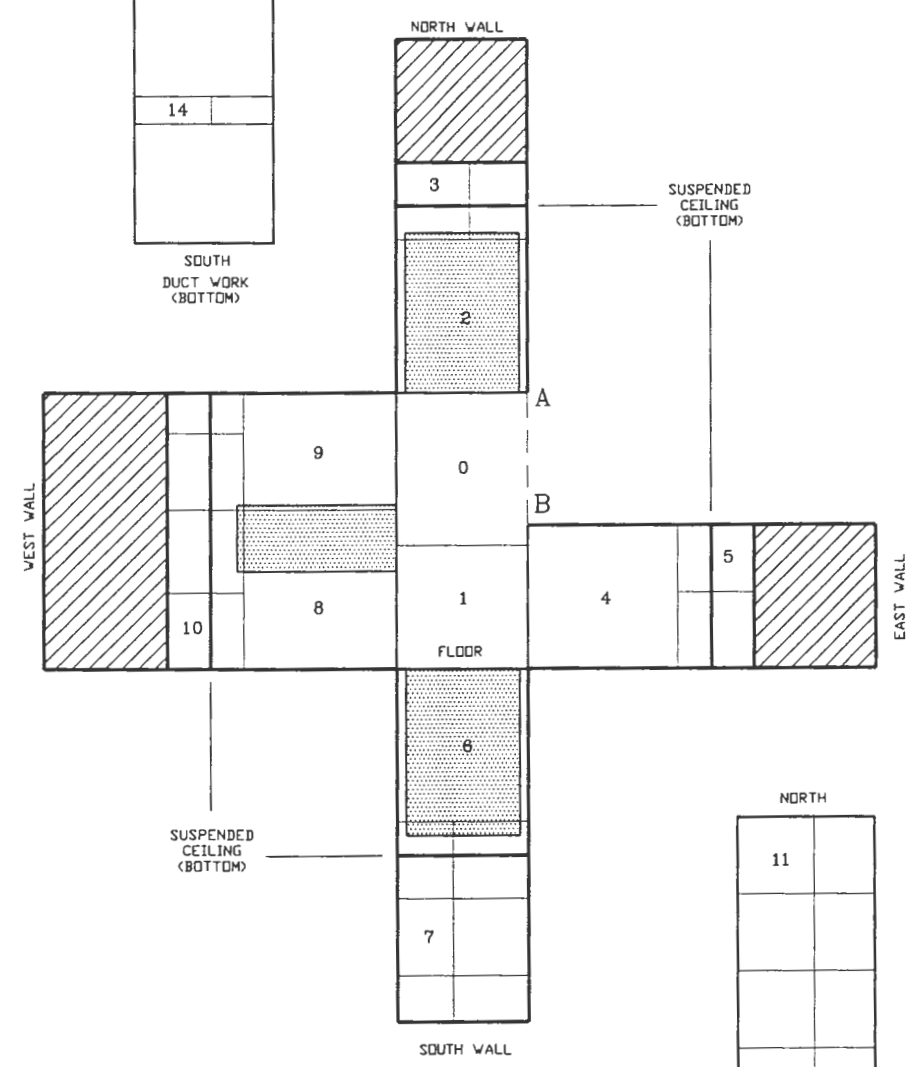 NORTH WALL
14
3
SUSPENDED
CEILING
(BOTTOM)
SOUTH
DUCT WORK
(BOTTOM)
2
A
9
0
B
WEST WALL
5
EAST WALL
8
1
4
10
FLOOR
6
NORTH
SUSPENDED
CEILING
(BOTTOM)
11
7
SOUTH WALL